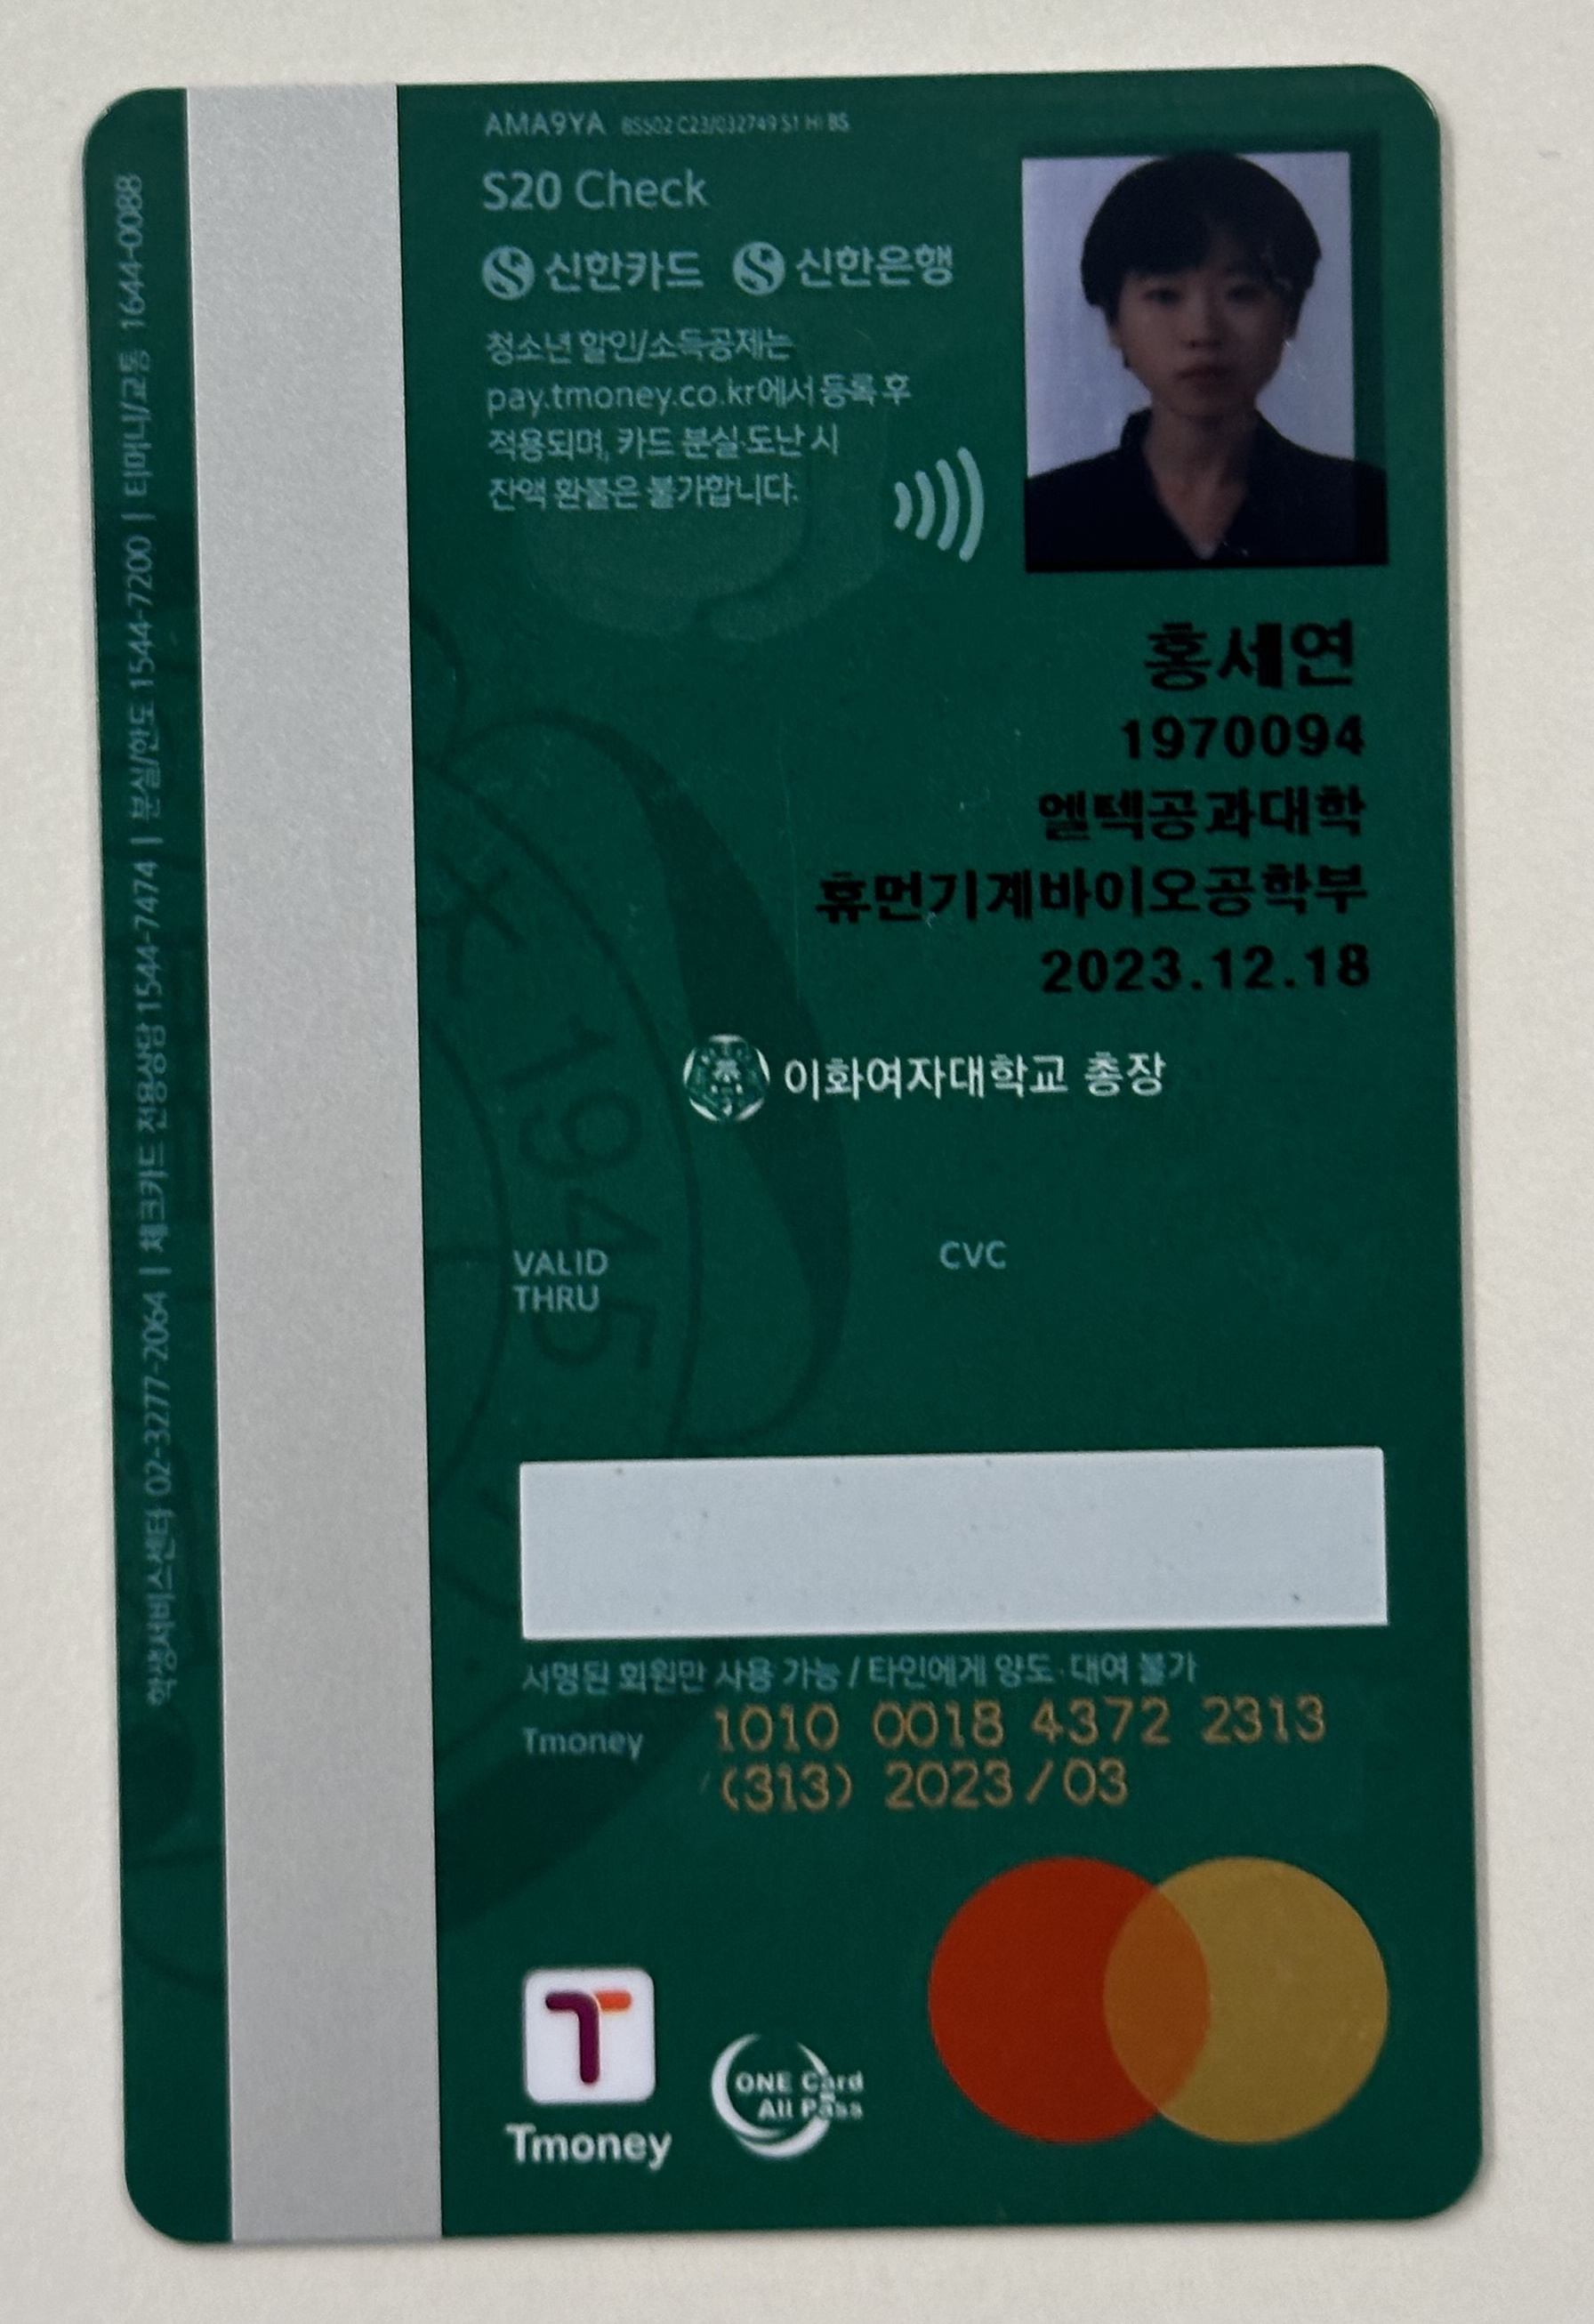 AMA9YA BS502 C23/032749 S1 HI BS
S20 Check
신한카드 신한은행
청소년 할인/소득공제는
pay.tmoney.co.kr에서 등록 후
적용되며, 카드 분실·도난 시
잔액 환불은 불가합니다.
홍세연
1970094
엘텍공과대학
휴먼기계바이오공학부
2023.12.18
이화여자대학교 총장
1945
VALID
THRU
CVC
서명된 회원만 사용 가능 / 타인에게 양도·대여 불가
Tmoney 1010 0018 4372 2313
(313) 2023/03
Tmoney
ONE Card
All Pass
학생서비스센터 02-3277-2064 | 체크카드 전용상담 1544-7474 | 분실/한도 1544-7200 | 티머니/교통 1644-0088